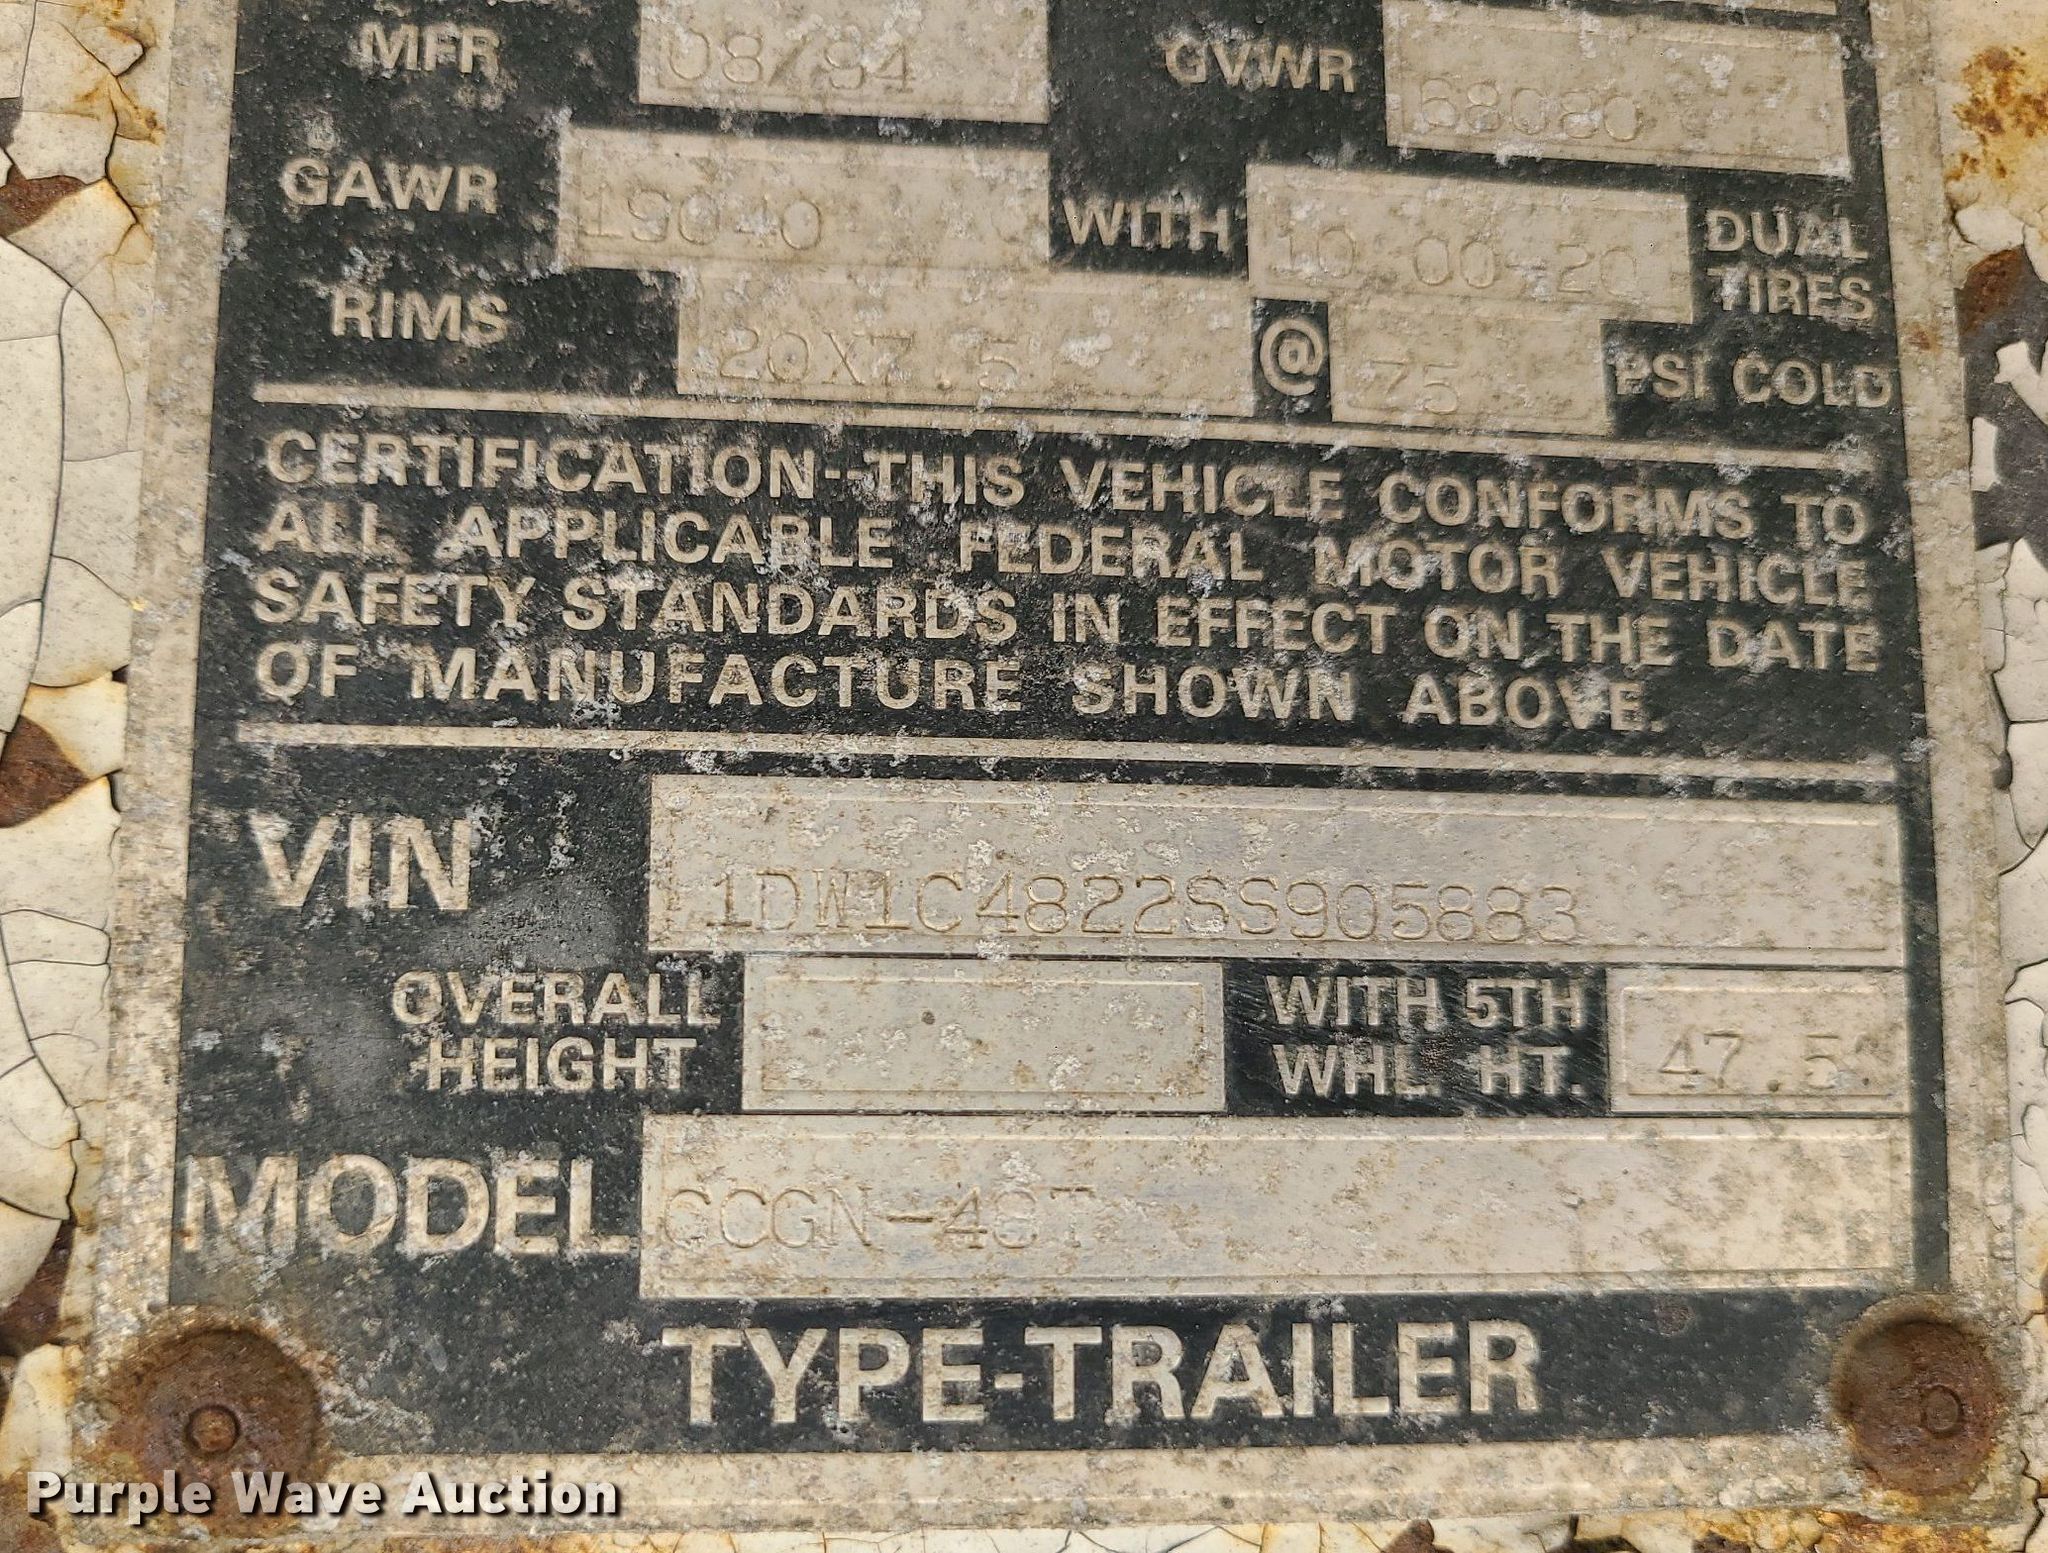 MFR 08/94 GVWR 68080
GAWR 19040 WITH 10 00-20 DUAL TIRES
RIMS 20X7.5 @ 75 PSI COLD
CERTIFICATION--THIS VEHICLE CONFORMS TO
ALL APPLICABLE FEDERAL MOTOR VEHICLE
SAFETY STANDARDS IN EFFECT ON THE DATE
OF MANUFACTURE SHOWN ABOVE.
VIN 1DW1C4822SS905883
OVERALL HEIGHT
WITH 5TH WHL. HT. 47.5
MODEL
TYPE-TRAILER
Purple Wave Auction